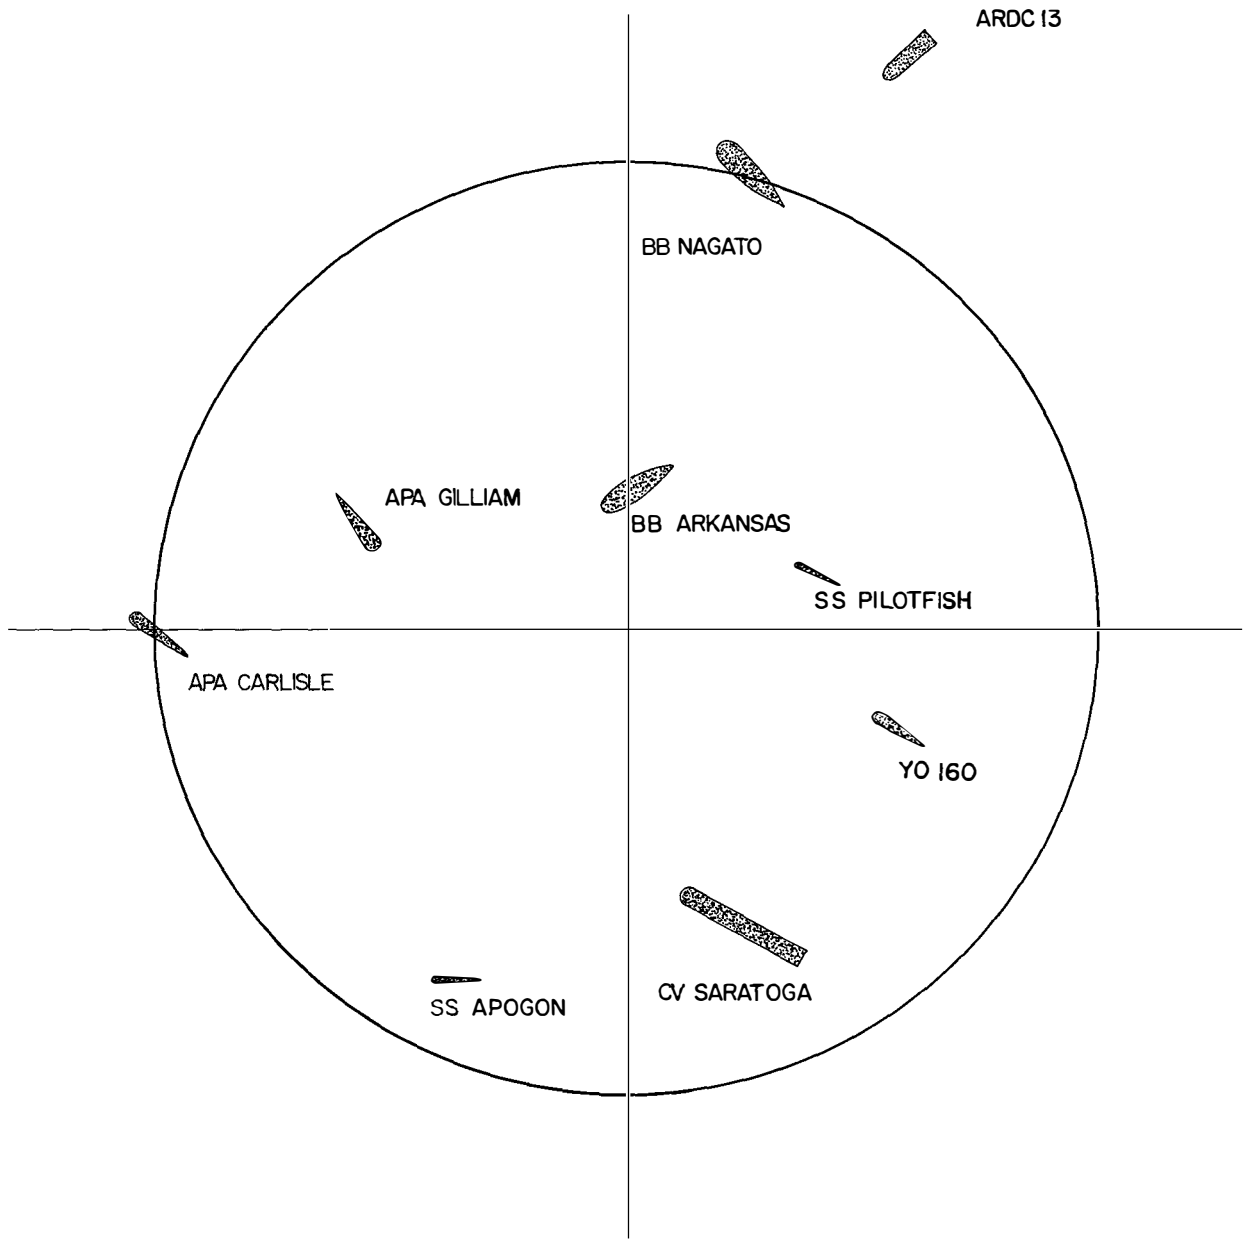 ARDC 13
BB NAGATO
APA GILLIAM
BB ARKANSAS
SS PILOTFISH
APA CARLISLE
YO 160
CV SARATOGA
SS APOGON